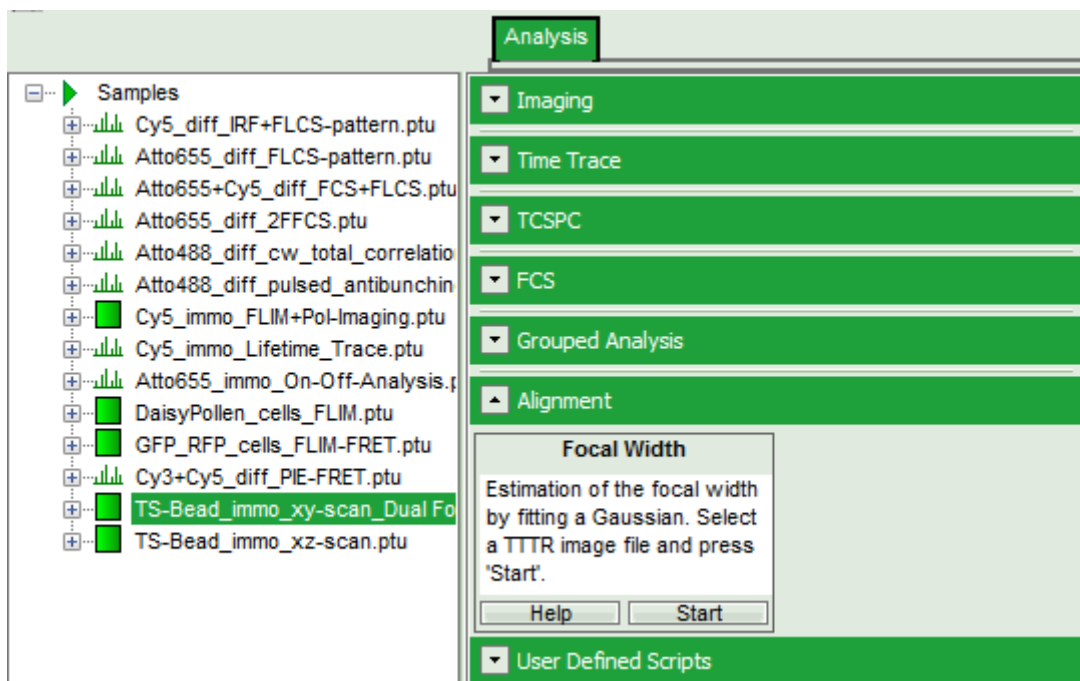 Analysis
Samples
Cy5_diff_IRF+FLCS-pattern.ptu
Atto655_diff_FLCS-pattern.ptu
Atto655+Cy5_diff_FCS+FLCS.ptu
Atto655_diff_2FFCS.ptu
Atto488_diff_cw_total_correlatio
Atto488_diff_pulsed_antibunchin
Cy5_immo_FLIM+Pol-Imaging.ptu
Cy5_immo_Lifetime_Trace.ptu
Atto655_immo_On-Off-Analysis.p
DaisyPollen_cells_FLIM.ptu
GFP_RFP_cells_FLIM-FRET.ptu
Cy3+Cy5_diff_PIE-FRET.ptu
TS-Bead_immo_xy-scan_Dual Fo
TS-Bead_immo_xz-scan.ptu
Imaging
Time Trace
TCSPC
FCS
Grouped Analysis
Alignment
Focal Width
Estimation of the focal width
by fitting a Gaussian. Select
a TTTR image file and press
'Start'.
Help Start
User Defined Scripts